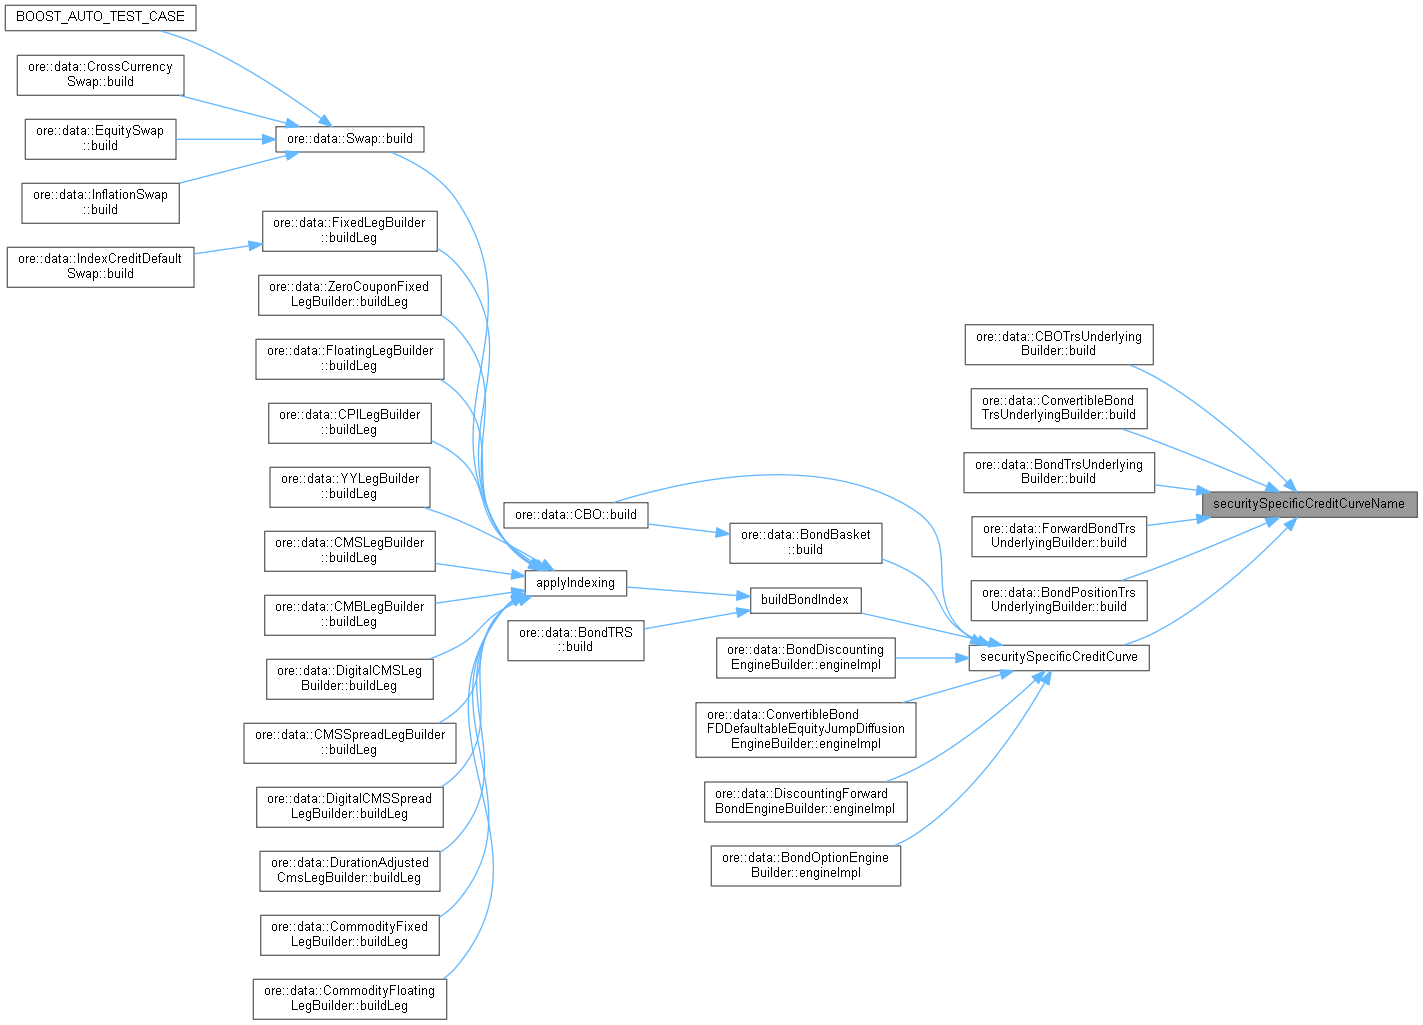 BOOST_AUTO_TEST_CASE
ore::data::CrossCurrency
Swap::build
ore::data::EquitySwap
::build
ore::data::InflationSwap
::build
ore::data::IndexCreditDefault
Swap::build
ore::data::Swap::build
ore::data::FixedLegBuilder
::buildLeg
ore::data::ZeroCouponFixed
LegBuilder::buildLeg
ore::data::FloatingLegBuilder
::buildLeg
ore::data::CPILegBuilder
::buildLeg
ore::data::YYLegBuilder
::buildLeg
ore::data::CMSLegBuilder
::buildLeg
ore::data::CMBLegBuilder
::buildLeg
ore::data::DigitalCMSLeg
Builder::buildLeg
ore::data::CMSSpreadLegBuilder
::buildLeg
ore::data::DigitalCMSSpread
LegBuilder::buildLeg
ore::data::DurationAdjusted
CmsLegBuilder::buildLeg
ore::data::CommodityFixed
LegBuilder::buildLeg
ore::data::CommodityFloating
LegBuilder::buildLeg
ore::data::CBO::build
applyIndexing
ore::data::BondTRS
::build
ore::data::BondBasket
::build
buildBondIndex
ore::data::BondDiscounting
EngineBuilder::engineImpl
ore::data::ConvertibleBond
FDDefaultableEquityJumpDiffusion
EngineBuilder::engineImpl
ore::data::DiscountingForward
BondEngineBuilder::engineImpl
ore::data::BondOptionEngine
Builder::engineImpl
ore::data::CBOTrsUnderlying
Builder::build
ore::data::ConvertibleBond
TrsUnderlyingBuilder::build
ore::data::BondTrsUnderlying
Builder::build
ore::data::ForwardBondTrs
UnderlyingBuilder::build
ore::data::BondPositionTrs
UnderlyingBuilder::build
securitySpecificCreditCurve
securitySpecificCreditCurveName